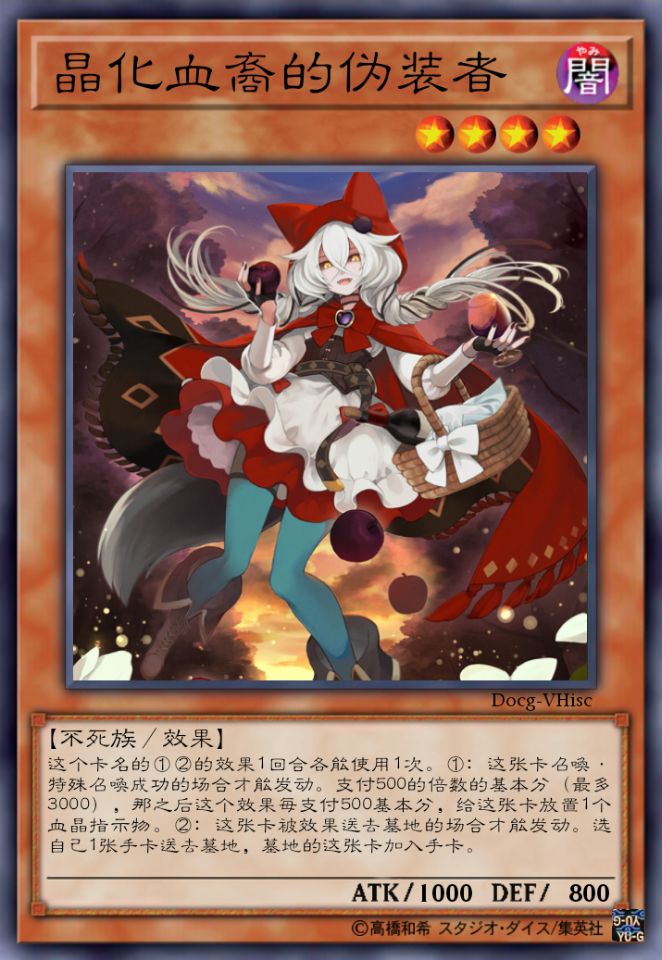 晶化血裔的伪装者
やみ
闇
Docg-VHisc
【不死族／效果】
这个卡名的①②的效果1回合各能使用1次。①：这张卡召唤·
特殊召唤成功的场合才能发动。支付500的倍数的基本分（最多
3000），那之后这个效果每支付500基本分，给这张卡放置1个
血晶指示物。②：这张卡被效果送去墓地的场合才能发动。选
自己1张手卡送去墓地，墓地的这张卡加入手卡。
ATK/1000 DEF/ 800
©高橋和希 スタジオ・ダイス/集英社